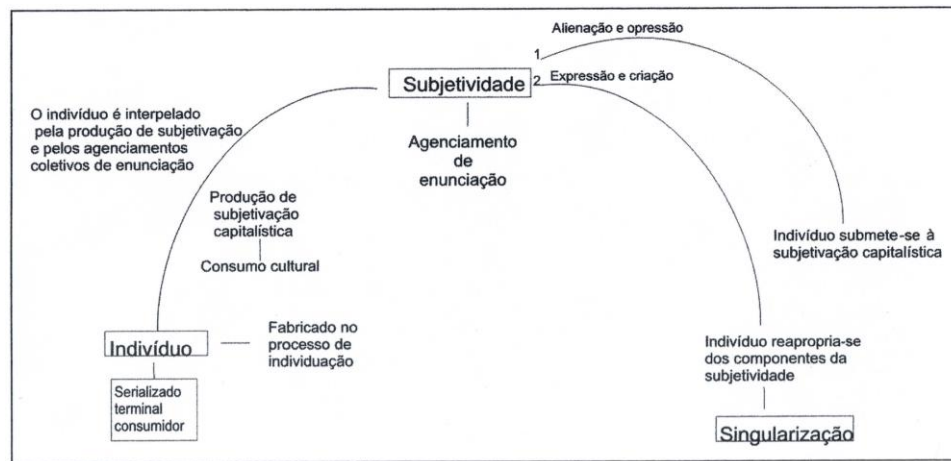 Alienação e opressão
1
Subjetividade
2
Expressão e criação
O indivíduo é interpelado
pela produção de subjetivação
e pelos agenciamentos
coletivos de enunciação
Agenciamento
de
enunciação
Produção de
subjetivação
capitalística
Consumo cultural
Indivíduo submete-se à
subjetivação capitalística
Indivíduo
Fabricado no
processo de
individuação
Serializado
terminal
consumidor
Indivíduo reapropria-se
dos componentes da
subjetividade
Singularização